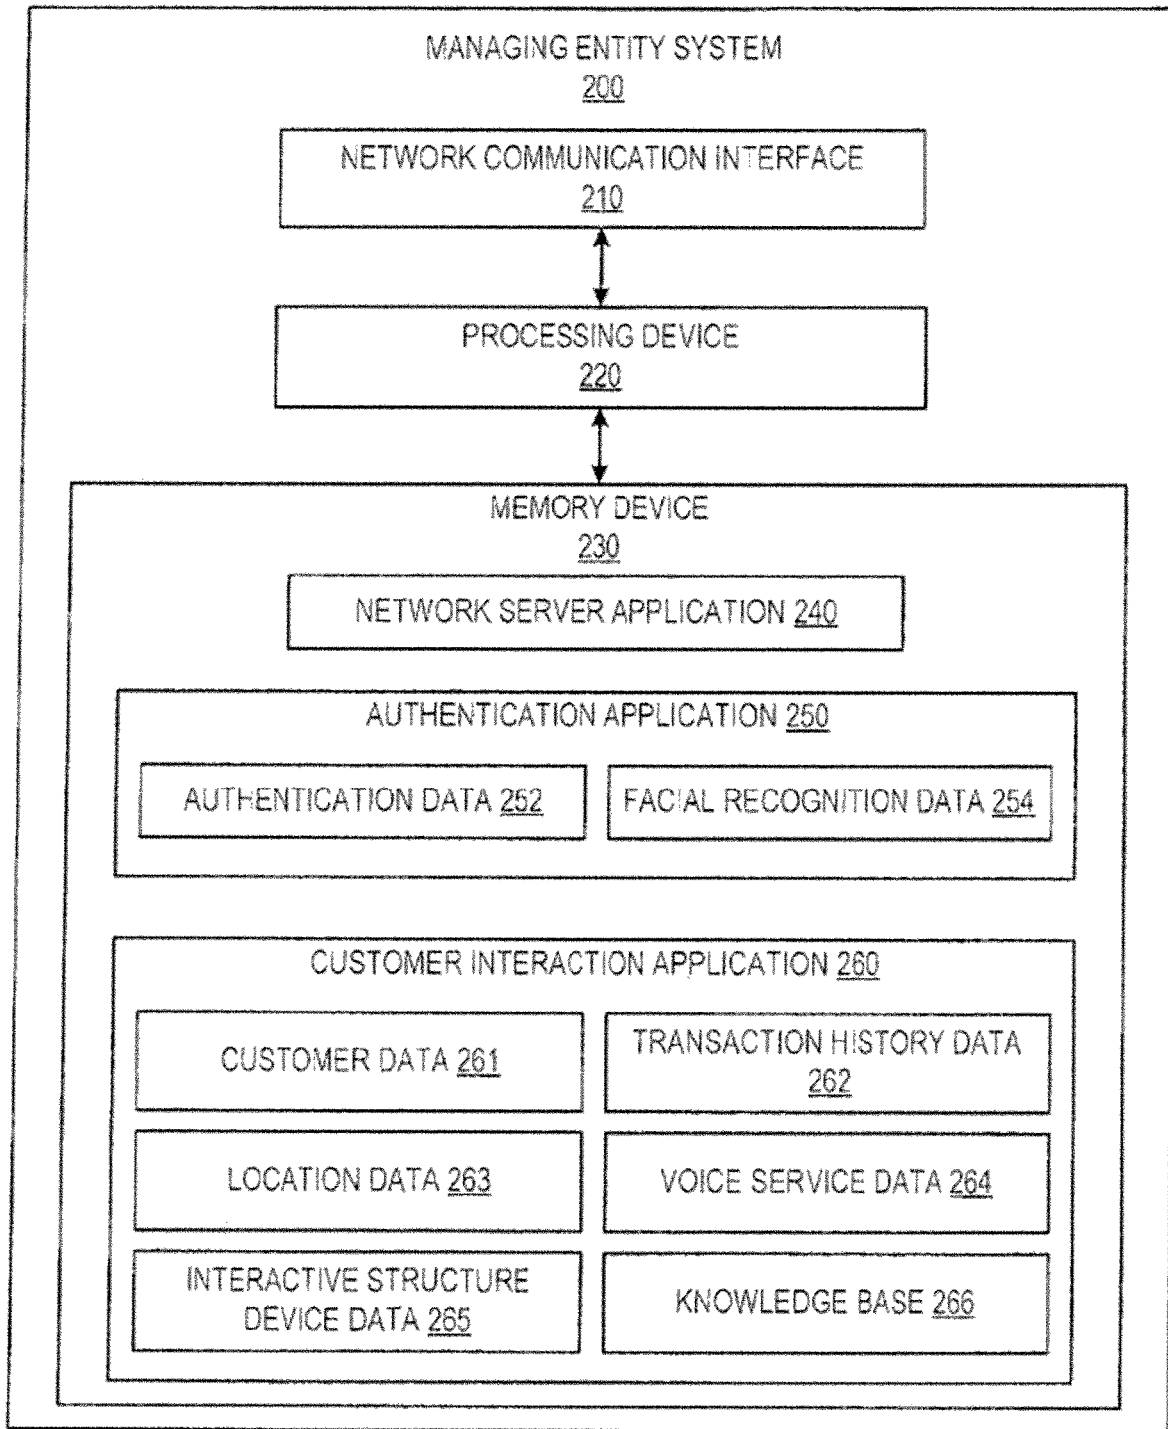 MANAGING ENTITY SYSTEM
200
NETWORK COMMUNICATION INTERFACE
210
PROCESSING DEVICE
220
MEMORY DEVICE
230
NETWORK SERVER APPLICATION 240
AUTHENTICATION APPLICATION 250
AUTHENTICATION DATA 252
FACIAL RECOGNITION DATA 254
CUSTOMER INTERACTION APPLICATION 260
CUSTOMER DATA 261
TRANSACTION HISTORY DATA
262
LOCATION DATA 263
VOICE SERVICE DATA 264
INTERACTIVE STRUCTURE
DEVICE DATA 265
KNOWLEDGE BASE 266